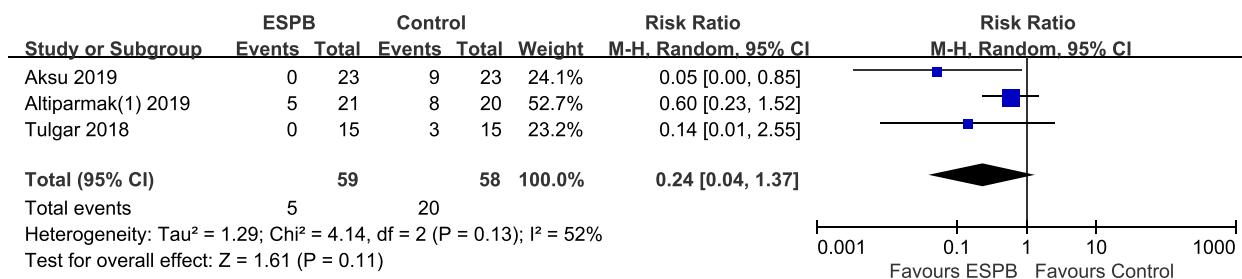 ESPB Control Risk Ratio Risk Ratio
Study or Subgroup Events Total Events Total Weight M-H, Random, 95% CI M-H, Random, 95% CI
Aksu 2019 0 23 9 23 24.1% 0.05 [0.00, 0.85]
Altiparmak(1) 2019 5 21 8 20 52.7% 0.60 [0.23, 1.52]
Tulgar 2018 0 15 3 15 23.2% 0.14 [0.01, 2.55]
Total (95% CI) 59 58 100.0% 0.24 [0.04, 1.37]
Total events 5 20
Heterogeneity: Tau² = 1.29; Chi² = 4.14, df = 2 (P = 0.13); I² = 52%
Test for overall effect: Z = 1.61 (P = 0.11)
0.001 0.1 1 10 1000
Favours ESPB Favours Control